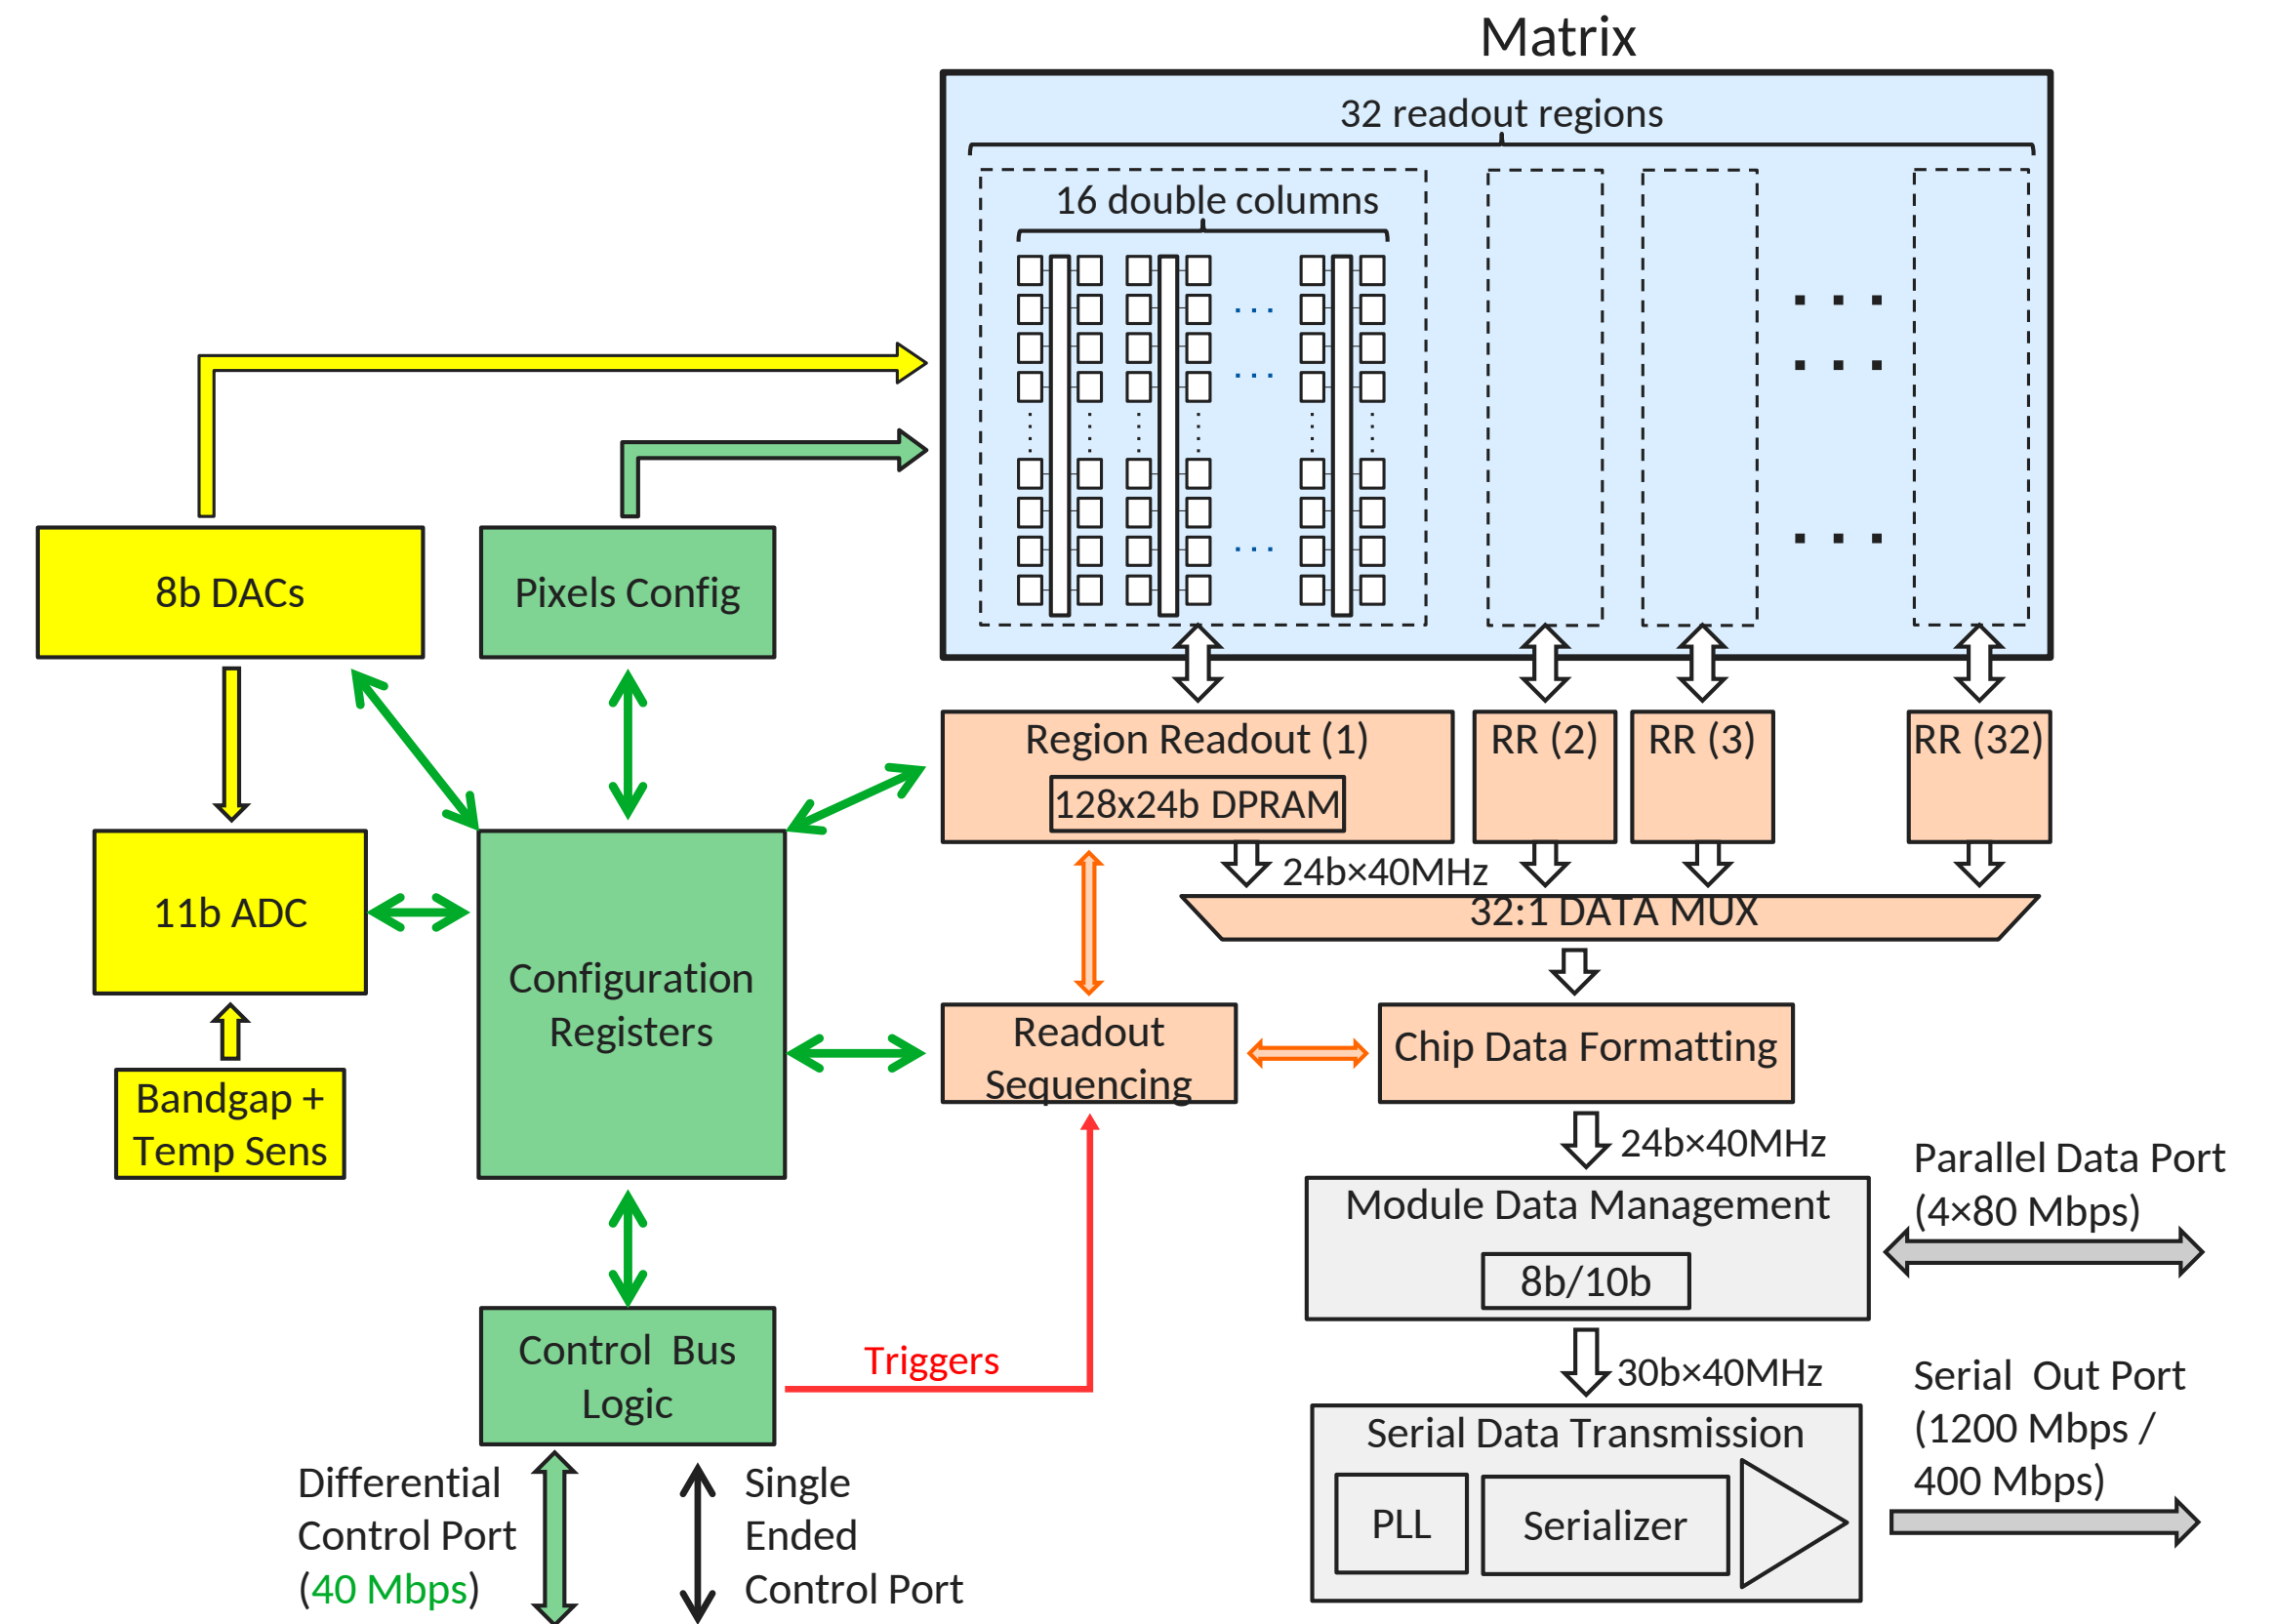 Matrix
32 readout regions
16 double columns
8b DACs
Pixels Config
Region Readout (1)
128x24b DPRAM
RR (2)
RR (3)
RR (32)
24b×40MHz
32:1 DATA MUX
11b ADC
Configuration
Registers
Readout
Sequencing
Chip Data Formatting
Bandgap +
Temp Sens
24b×40MHz
Parallel Data Port
(4×80 Mbps)
Module Data Management
8b/10b
Control Bus
Logic
Triggers
30b×40MHz
Serial Out Port
(1200 Mbps /
400 Mbps)
Serial Data Transmission
PLL
Serializer
Differential
Control Port
(40 Mbps)
Single
Ended
Control Port